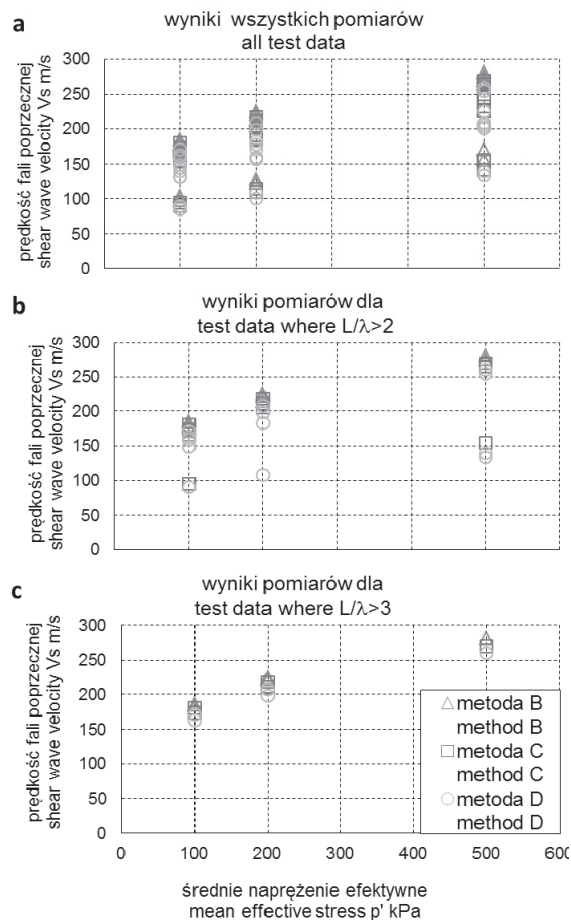 a
wyniki wszystkich pomiarów
all test data
prędkość fali poprzecznej
shear wave velocity Vs m/s
300
250
200
150
100
50
0
b
wyniki pomiarów dla
test data where L/λ>2
prędkość fali poprzecznej
shear wave velocity Vs m/s
300
250
200
150
100
50
0
c
wyniki pomiarów dla
test data where L/λ>3
prędkość fali poprzecznej
shear wave velocity Vs m/s
300
250
200
150
100
50
0
metoda B
method B
metoda C
method C
metoda D
method D
0 100 200 300 400 500 600
średnie naprężenie efektywne
mean effective stress p' kPa